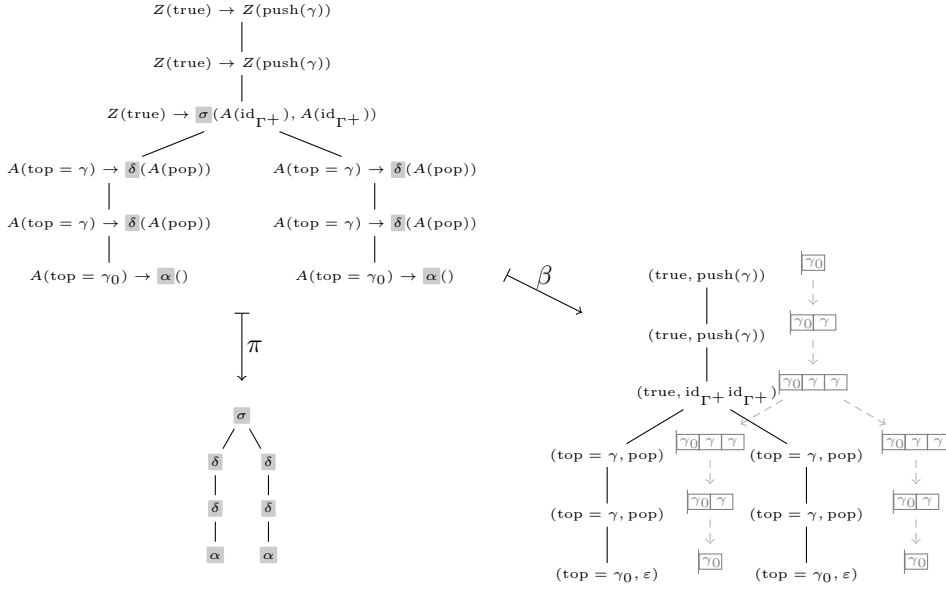 Z(true) → Z(push(γ))
Z(true) → Z(push(γ))
Z(true) → σ(A(id_Γ+), A(id_Γ+))
A(top = γ) → δ(A(pop)) A(top = γ) → δ(A(pop))
A(top = γ) → δ(A(pop)) A(top = γ) → δ(A(pop))
A(top = γ₀) → α() A(top = γ₀) → α()
π
σ
δ δ
δ δ
α α
β
(true, push(γ)) γ₀
(true, push(γ)) γ₀ γ
(true, id_Γ+ id_Γ+) γ₀ γ γ
(top = γ, pop) γ₀ γ γ (top = γ, pop) γ₀ γ γ
(top = γ, pop) γ₀ γ (top = γ, pop) γ₀ γ
(top = γ₀, ε) γ₀ (top = γ₀, ε) γ₀